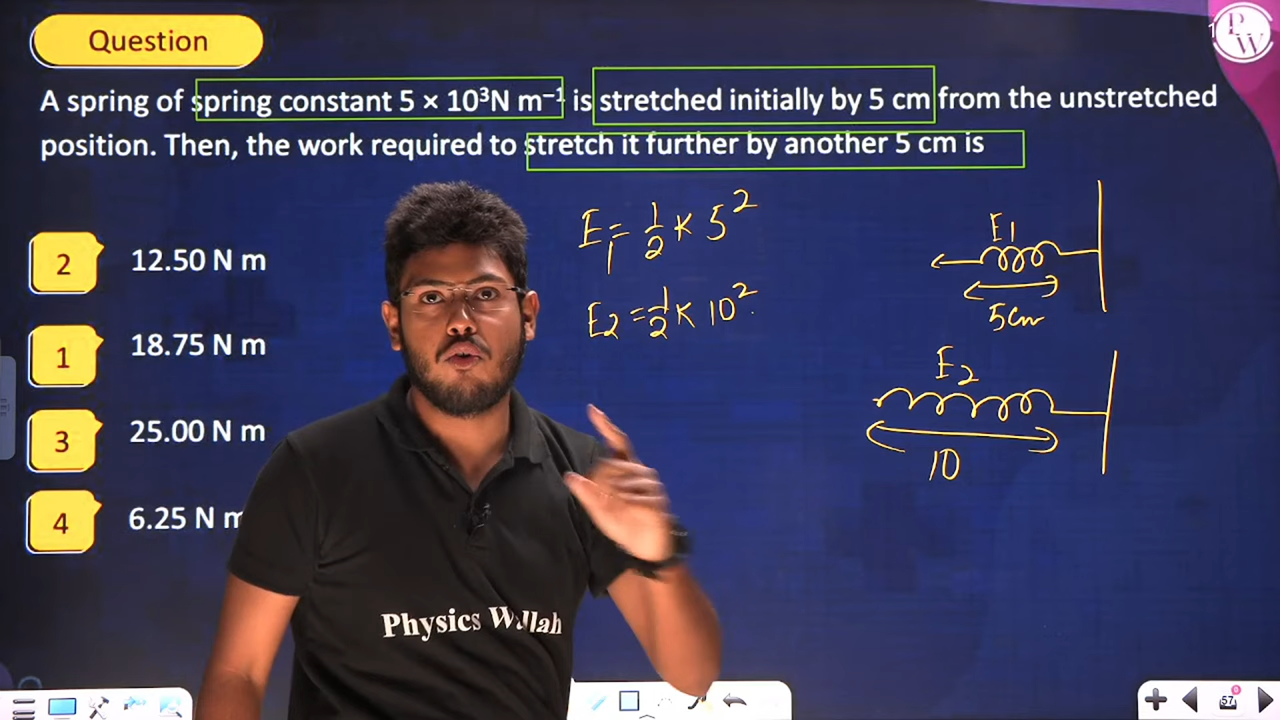 Question
A spring of spring constant 5 × 10³N m⁻¹ is stretched initially by 5 cm from the unstretched
position. Then, the work required to stretch it further by another 5 cm is
2 12.50 N m
1 18.75 N m
3 25.00 N m
4 6.25 N m
E₁ = ½ K 5²
E₂ = ½ K 10²
E₁
5cm
E₂
10
Physics Wallah
PW
57